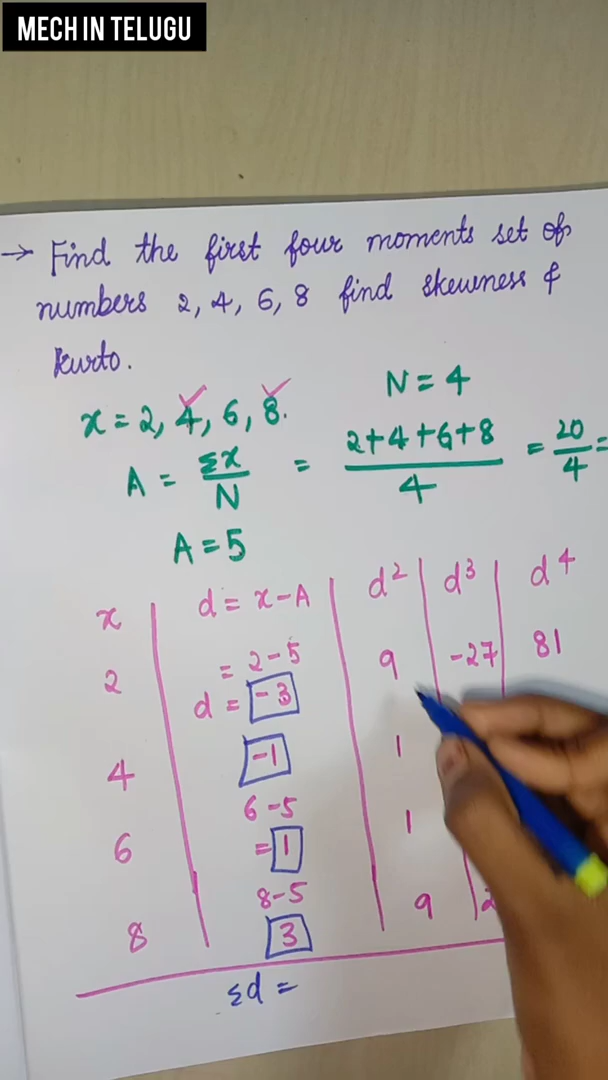 MECH IN TELUGU
→ Find the first four moments set of
numbers 2, 4, 6, 8 find skewness &
kurto.
N = 4
x = 2, 4, 6, 8.
A = Σx/N = 2+4+6+8/4 = 20/4 =
A = 5
x d = x-A d² d³ d⁴
2 = 2-5 9 -27 81
d = -3
4 -1 1
6-5
6 = 1 1
8-5
8 3 9 2
Σd =